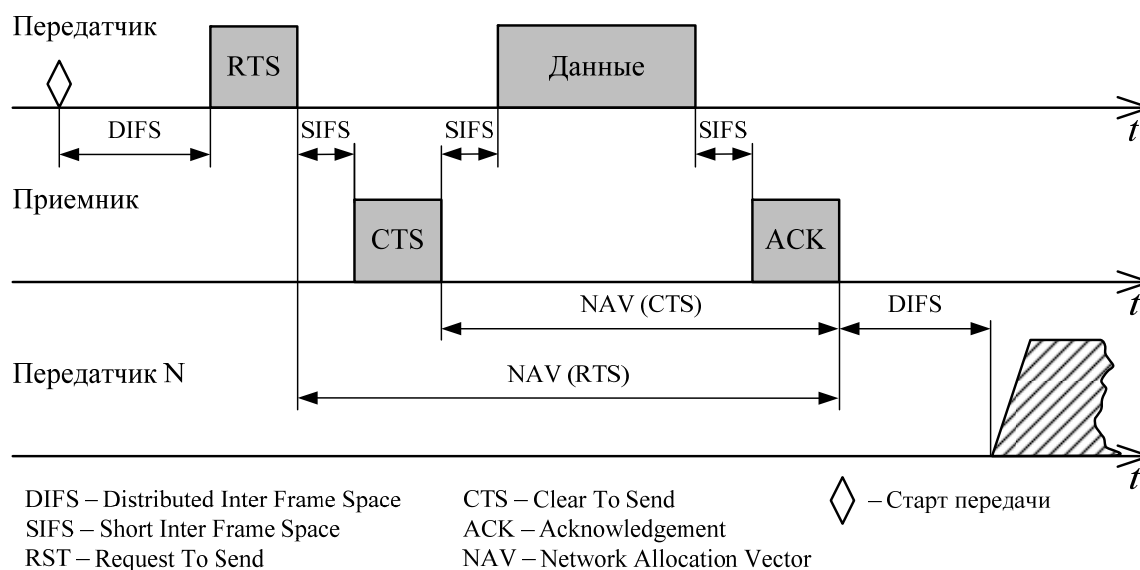 Передатчик
RTS
Данные
t
DIFS
SIFS
SIFS
SIFS
Приемник
CTS
ACK
t
NAV (CTS)
DIFS
Передатчик N
NAV (RTS)
t
DIFS – Distributed Inter Frame Space
SIFS – Short Inter Frame Space
RST – Request To Send
CTS – Clear To Send
ACK – Acknowledgement
NAV – Network Allocation Vector
– Старт передачи